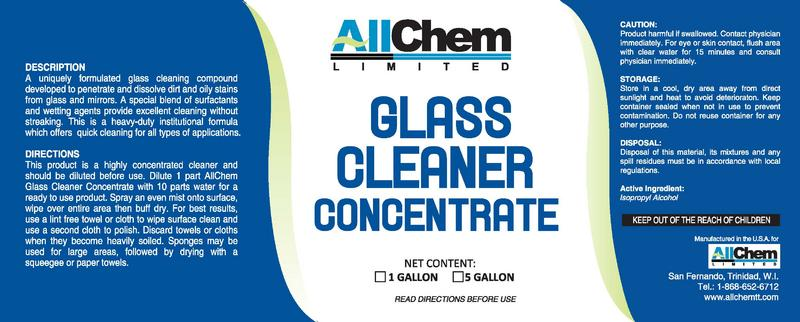 DESCRIPTION
A uniquely formulated glass cleaning compound
developed to penetrate and dissolve dirt and oily stains
from glass and mirrors. A special blend of surfactants
and wetting agents provide excellent cleaning without
streaking. This is a heavy-duty institutional formula
which offers quick cleaning for all types of applications.
DIRECTIONS
This product is a highly concentrated cleaner and
should be diluted before use. Dilute 1 part AllChem
Glass Cleaner Concentrate with 10 parts water for a
ready to use product. Spray an even mist onto surface,
wipe over entire area then buff dry. For best results,
use a lint free towel or cloth to wipe surface clean and
use a second cloth to polish. Discard towels or cloths
when they become heavily soiled. Sponges may be
used for large areas, followed by drying with a
squeegee or paper towels.
AllChem
LIMITED
GLASS
CLEANER
CONCENTRATE
NET CONTENT:
1 GALLON 5 GALLON
READ DIRECTIONS BEFORE USE
CAUTION:
Product harmful if swallowed. Contact physician
immediately. For eye or skin contact, flush area
with clear water for 15 minutes and consult
physician immediately.
STORAGE:
Store in a cool, dry area away from direct
sunlight and heat to avoid deterioraton. Keep
container sealed when not in use to prevent
contamination. Do not reuse container for any
other purpose.
DISPOSAL:
Disposal of this material, its mixtures and any
spill residues must be in accordance with local
regulations.
Active Ingredient:
Isopropyl Alcohol
KEEP OUT OF THE REACH OF CHILDREN
Manufactured in the U.S.A. for
AllChem
LIMITED
San Fernando, Trinidad, W.I.
Tel.: 1-868-652-6712
www.allchemtt.com